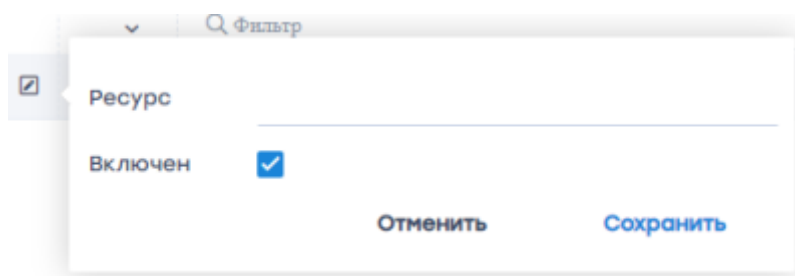 Фильтр
Ресурс
Включен
Отменить Сохранить